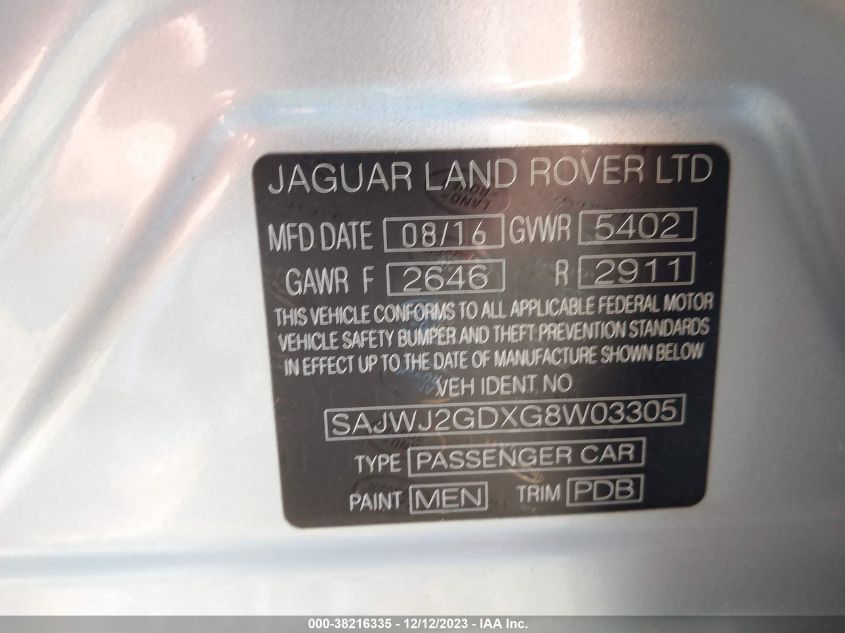 JAGUAR LAND ROVER LTD
MFD DATE 08/16 GVWR 5402
GAWR F 2646 R 2911
THIS VEHICLE CONFORMS TO ALL APPLICABLE FEDERAL MOTOR
VEHICLE SAFETY BUMPER AND THEFT PREVENTION STANDARDS
IN EFFECT UP TO THE DATE OF MANUFACTURE SHOWN BELOW
VEH IDENT NO
SAJWJ2GDXG8W03305
TYPE PASSENGER CAR
PAINT MEN TRIM PDB
000-38216335 - 12/12/2023 - IAAI.com